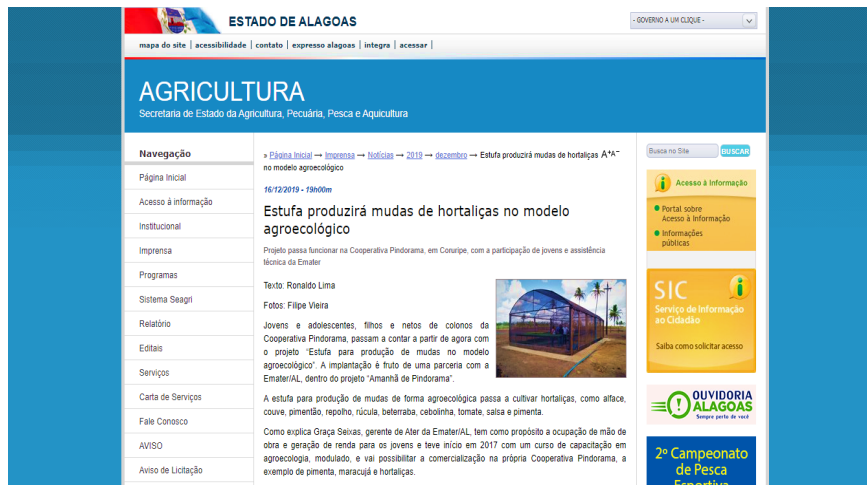 ESTADO DE ALAGOAS
- GOVERNO A UM CLIQUE -
mapa do site | acessibilidade | contato | expresso alagoas | integra | acessar |
AGRICULTURA
Secretaria de Estado da Agricultura, Pecuária, Pesca e Aquicultura
Navegação
Página Inicial
Acesso à informação
Institucional
Imprensa
Programas
Sistema Seagri
Relatório
Editais
Serviços
Carta de Serviços
Fale Conosco
AVISO
Aviso de Licitação
» Página Inicial → Imprensa → Notícias → 2019 → dezembro → Estufa produzirá mudas de hortaliças A+A-
no modelo agroecológico
16/12/2019 - 19h00m
Estufa produzirá mudas de hortaliças no modelo
agroecológico
Projeto passa funcionar na Cooperativa Pindorama, em Coruripe, com a participação de jovens e assistência
técnica da Emater
Texto: Ronaldo Lima
Fotos: Filipe Vieira
Jovens e adolescentes, filhos e netos de colonos da
Cooperativa Pindorama, passam a contar a partir de agora com
o projeto “Estufa para produção de mudas no modelo
agroecológico”. A implantação é fruto de uma parceria com a
Emater/AL, dentro do projeto “Amanhã de Pindorama”.
A estufa para produção de mudas de forma agroecológica passa a cultivar hortaliças, como alface,
couve, pimentão, repolho, rúcula, beterraba, cebolinha, tomate, salsa e pimenta.
Como explica Graça Seixas, gerente de Ater da Emater/AL, tem como propósito a ocupação de mão de
obra e geração de renda para os jovens e teve início em 2017 com um curso de capacitação em
agroecologia, modulado, e vai possibilitar a comercialização na própria Cooperativa Pindorama, a
exemplo de pimenta, maracujá e hortaliças.
Busca no Site
BUSCAR
Acesso à Informação
Portal sobre
Acesso à Informação
Informações
públicas
SIC
Serviço de Informação
ao Cidadão
Saiba como solicitar acesso
OUVIDORIA
ALAGOAS
Sempre perto de você
2º Campeonato
de Pesca
Esportiva